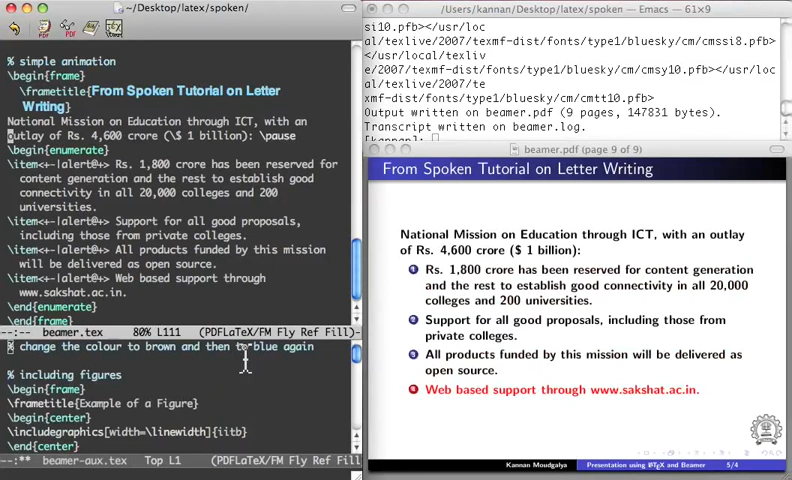 ~/Desktop/latex/spoken/
% simple animation
\begin{frame}
\frametitle{From Spoken Tutorial on Letter
Writing}
National Mission on Education through ICT, with an
outlay of Rs. 4,600 crore (\$ 1 billion): \pause
\begin{enumerate}
\item<+-|alert@+> Rs. 1,800 crore has been reserved for
content generation and the rest to establish good
connectivity in all 20,000 colleges and 200
universities.
\item<+-|alert@+> Support for all good proposals,
including those from private colleges.
\item<+-|alert@+> All products funded by this mission
will be delivered as open source.
\item<+-|alert@+> Web based support through
www.sakshat.ac.in.
\end{enumerate}
\end{frame}
--:-- beamer.tex 80% L111 (PDFLaTeX/FM Fly Ref Fill)-
% change the colour to brown and then to blue again
% including figures
\begin{frame}
\frametitle{Example of a Figure}
\begin{center}
\includegraphics[width=\linewidth]{iitb}
\end{center}
--:** beamer-aux.tex Top L1 (PDFLaTeX/FM Fly Ref Fill
/Users/kannan/Desktop/latex/spoken — Emacs — 61×9
si10.pfb></usr/loc
al/texlive/2007/texmf-dist/fonts/type1/bluesky/cm/cmssi8.pfb>
</usr/local/texliv
e/2007/texmf-dist/fonts/type1/bluesky/cm/cmsy10.pfb></usr/loc
al/texlive/2007/te
xmf-dist/fonts/type1/bluesky/cm/cmtt10.pfb>
Output written on beamer.pdf (9 pages, 147831 bytes).
Transcript written on beamer.log.
[kannan]:
beamer.pdf (page 9 of 9)
From Spoken Tutorial on Letter Writing
National Mission on Education through ICT, with an outlay
of Rs. 4,600 crore ($ 1 billion):
1 Rs. 1,800 crore has been reserved for content generation
and the rest to establish good connectivity in all 20,000
colleges and 200 universities.
2 Support for all good proposals, including those from
private colleges.
3 All products funded by this mission will be delivered as
open source.
4 Web based support through www.sakshat.ac.in.
Kannan Moudgalya Presentation using LATEX and Beamer 5/4